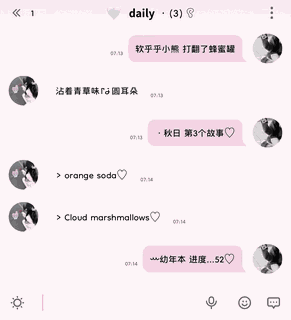 1 daily · (3)
软乎乎小熊 打翻了蜂蜜罐
07:13
沾着青草味の圆耳朵
07:13
· 秋日 第3个故事♡
07:13
> orange soda♡
07:14
> Cloud marshmallows♡
07:14
幼年本 进度...52♡
07:14